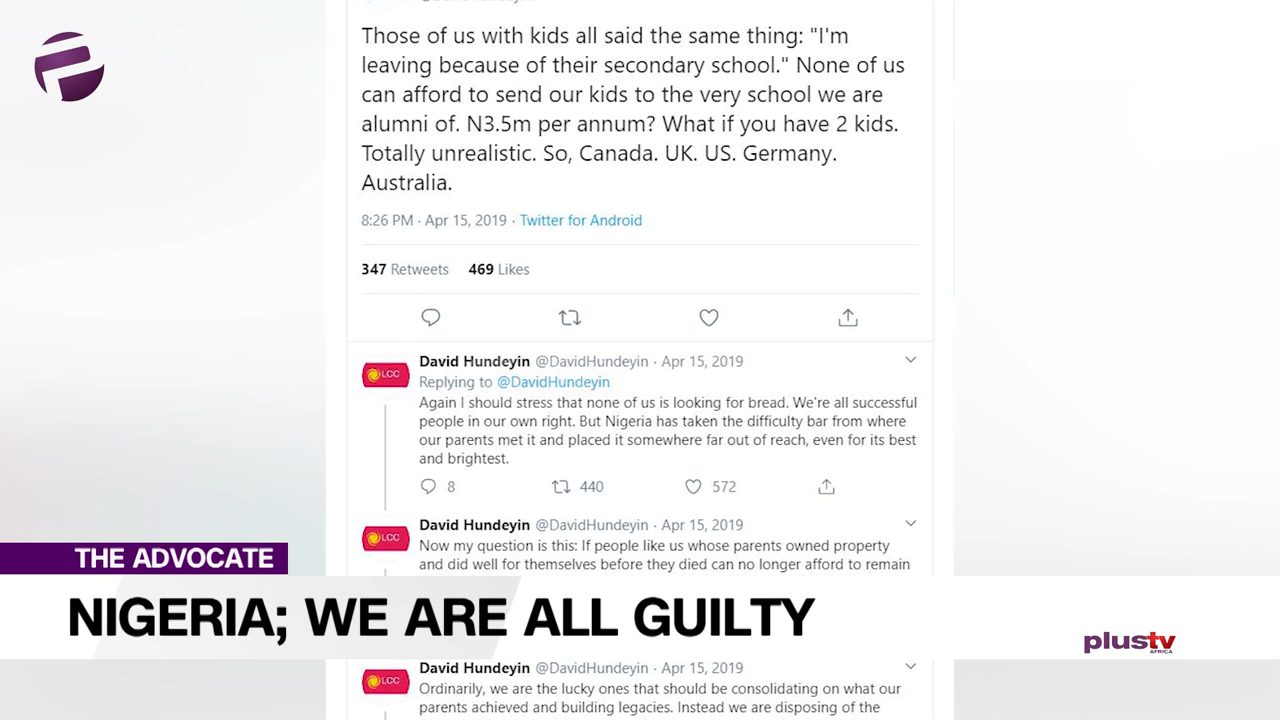 Those of us with kids all said the same thing: "I'm
leaving because of their secondary school." None of us
can afford to send our kids to the very school we are
alumni of. N3.5m per annum? What if you have 2 kids.
Totally unrealistic. So, Canada. UK. US. Germany.
Australia.
8:26 PM · Apr 15, 2019 · Twitter for Android
347 Retweets 469 Likes
David Hundeyin @DavidHundeyin · Apr 15, 2019
LCC
Replying to @DavidHundeyin
Again I should stress that none of us is looking for bread. We're all successful
people in our own right. But Nigeria has taken the difficulty bar from where
our parents met it and placed it somewhere far out of reach, even for its best
and brightest.
8 440 572
David Hundeyin @DavidHundeyin · Apr 15, 2019
LCC
Now my question is this: If people like us whose parents owned property
and did well for themselves before they died can no longer afford to remain
THE ADVOCATE
NIGERIA; WE ARE ALL GUILTY
plustv
AFRICA
David Hundeyin @DavidHundeyin · Apr 15, 2019
LCC
Ordinarily, we are the lucky ones that should be consolidating on what our
parents achieved and building legacies. Instead we are disposing of the